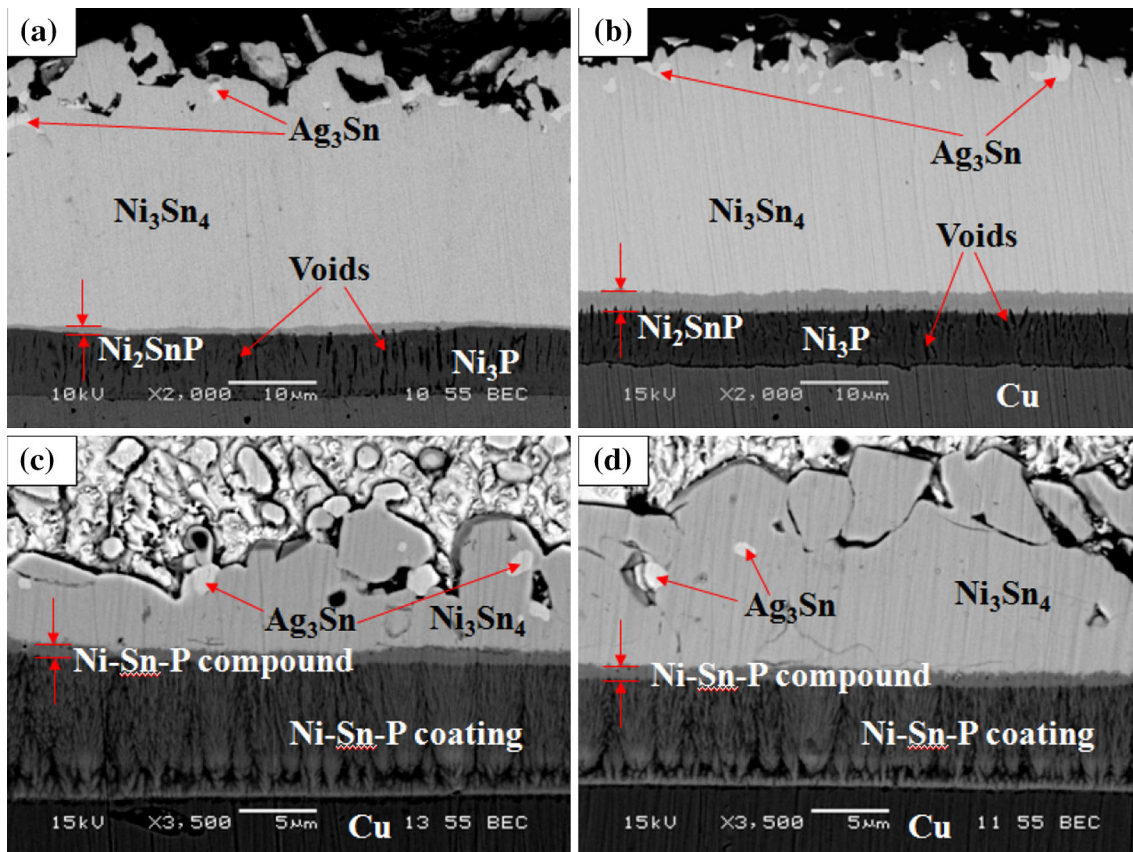 (a)
Ag₃Sn
Ni₃Sn₄
Voids
Ni₂SnP
Ni₃P
10kV X2,000 10μm 10 55 BEC
(b)
Ag₃Sn
Ni₃Sn₄
Voids
Ni₂SnP
Ni₃P
Cu
15kV X2,000 10μm
(c)
Ag₃Sn
Ni₃Sn₄
Ni-Sn-P compound
Ni-Sn-P coating
15kV X3,500 5μm Cu 13 55 BEC
(d)
Ag₃Sn
Ni₃Sn₄
Ni-Sn-P compound
Ni-Sn-P coating
15kV X3,500 5μm Cu 11 55 BEC